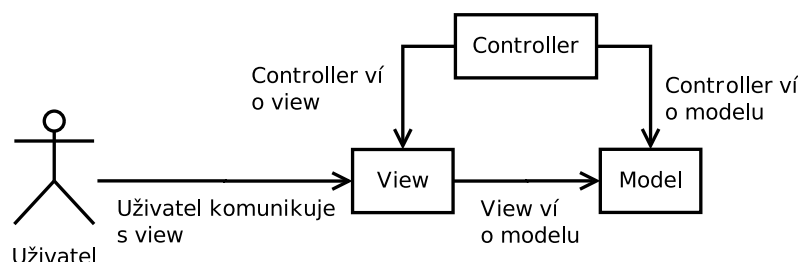 Controller
Controller ví
o view
Controller ví
o modelu
View
Model
Uživatel komunikuje
s view
View ví
o modelu
Uživatel